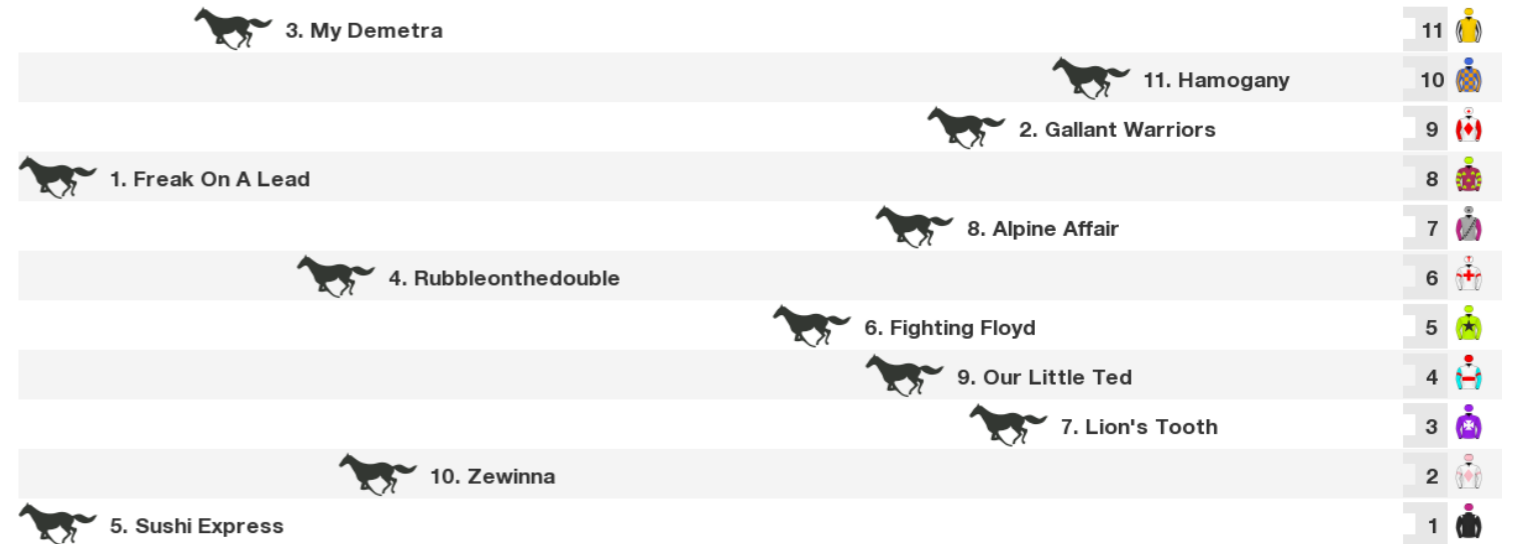 3. My Demetra 11
11. Hamogany 10
2. Gallant Warriors 9
1. Freak On A Lead 8
8. Alpine Affair 7
4. Rubbleonthedouble 6
6. Fighting Floyd 5
9. Our Little Ted 4
7. Lion's Tooth 3
10. Zewinna 2
5. Sushi Express 1